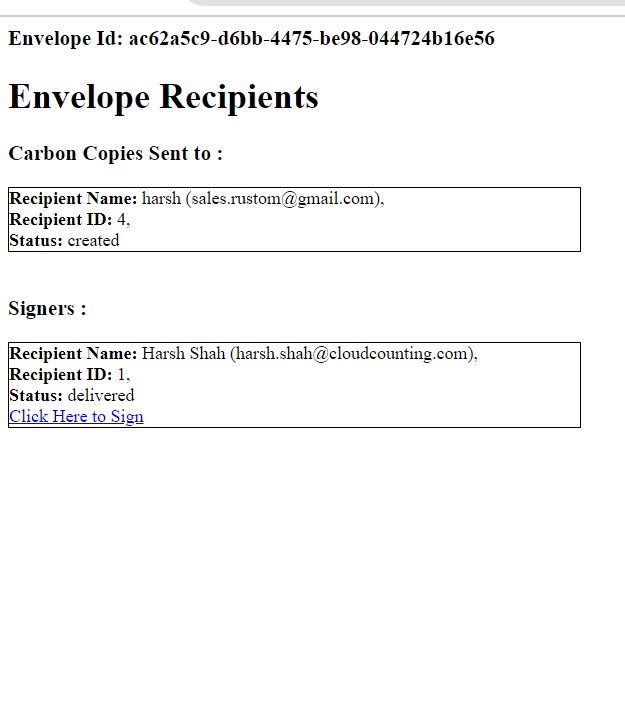 Envelope Id: ac62a5c9-d6bb-4475-be98-044724b16e56
Envelope Recipients
Carbon Copies Sent to :
Recipient Name: harsh (sales.rustom@gmail.com),
Recipient ID: 4,
Status: created
Signers :
Recipient Name: Harsh Shah (harsh.shah@cloudcounting.com),
Recipient ID: 1,
Status: delivered
Click Here to Sign